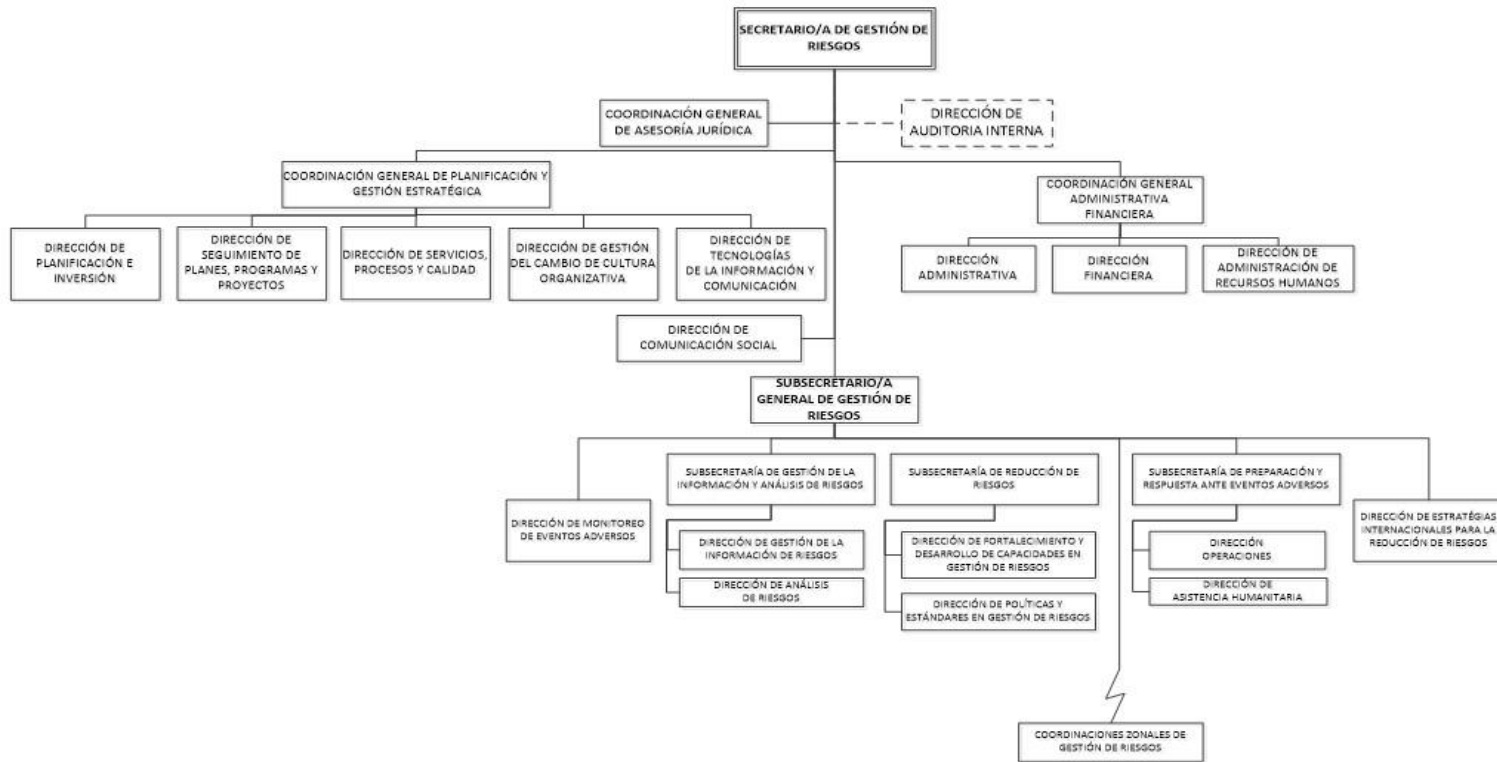 SECRETARIO/A DE GESTIÓN DE
RIESGOS
COORDINACIÓN GENERAL
DE ASESORÍA JURÍDICA
DIRECCIÓN DE
AUDITORIA INTERNA
COORDINACIÓN GENERAL DE PLANIFICACIÓN Y
GESTIÓN ESTRATÉGICA
COORDINACIÓN GENERAL
ADMINISTRATIVA
FINANCIERA
DIRECCIÓN DE
PLANIFICACIÓN E
INVERSIÓN
DIRECCIÓN DE
SEGUIMIENTO DE
PLANES, PROGRAMAS Y
PROYECTOS
DIRECCIÓN DE SERVICIOS,
PROCESOS Y CALIDAD
DIRECCIÓN DE GESTIÓN
DEL CAMBIO DE CULTURA
ORGANIZATIVA
DIRECCIÓN DE
TECNOLOGÍAS
DE LA INFORMACIÓN Y
COMUNICACIÓN
DIRECCIÓN
ADMINISTRATIVA
DIRECCIÓN
FINANCIERA
DIRECCIÓN DE
ADMINISTRACIÓN DE
RECURSOS HUMANOS
DIRECCIÓN DE
COMUNICACIÓN SOCIAL
SUBSECRETARIO/A
GENERAL DE GESTIÓN DE
RIESGOS
DIRECCIÓN DE MONITOREO
DE EVENTOS ADVERSOS
SUBSECRETARÍA DE GESTIÓN DE LA
INFORMACIÓN Y ANÁLISIS DE RIESGOS
DIRECCIÓN DE GESTIÓN DE LA
INFORMACIÓN DE RIESGOS
DIRECCIÓN DE ANÁLISIS
DE RIESGOS
SUBSECRETARÍA DE REDUCCIÓN DE
RIESGOS
DIRECCIÓN DE FORTALECIMIENTO Y
DESARROLLO DE CAPACIDADES EN
GESTIÓN DE RIESGOS
DIRECCIÓN DE POLÍTICAS Y
ESTÁNDARES EN GESTIÓN DE RIESGOS
SUBSECRETARÍA DE PREPARACIÓN Y
RESPUESTA ANTE EVENTOS ADVERSOS
DIRECCIÓN
OPERACIONES
DIRECCIÓN DE
ASISTENCIA HUMANITARIA
DIRECCIÓN DE ESTRATÉGIAS
INTERNACIONALES PARA LA
REDUCCIÓN DE RIESGOS
COORDINACIONES ZONALES DE
GESTIÓN DE RIESGOS